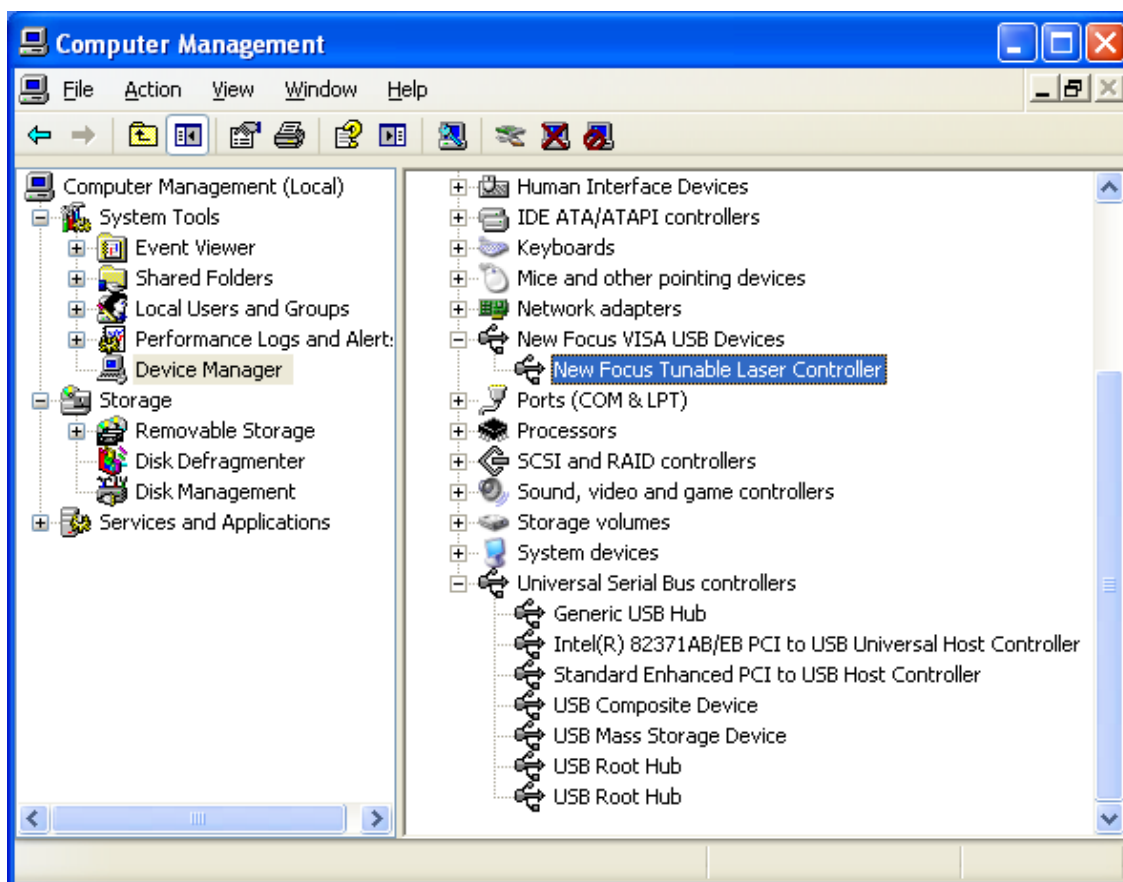 Computer Management
File Action View Window Help
Computer Management (Local)
System Tools
Event Viewer
Shared Folders
Local Users and Groups
Performance Logs and Alert:
Device Manager
Storage
Removable Storage
Disk Defragmenter
Disk Management
Services and Applications
Human Interface Devices
IDE ATA/ATAPI controllers
Keyboards
Mice and other pointing devices
Network adapters
New Focus VISA USB Devices
New Focus Tunable Laser Controller
Ports (COM & LPT)
Processors
SCSI and RAID controllers
Sound, video and game controllers
Storage volumes
System devices
Universal Serial Bus controllers
Generic USB Hub
Intel(R) 82371AB/EB PCI to USB Universal Host Controller
Standard Enhanced PCI to USB Host Controller
USB Composite Device
USB Mass Storage Device
USB Root Hub
USB Root Hub